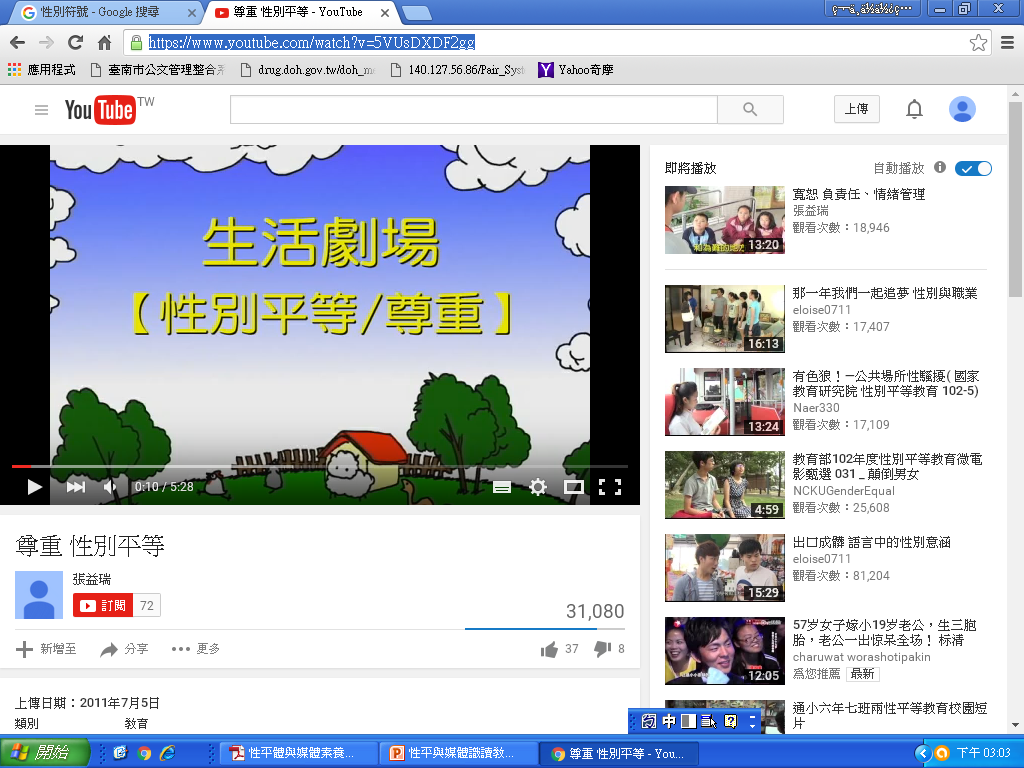 性別符號 - Google 搜尋
尊重 性別平等 - YouTube
https://www.youtube.com/watch?v=5VUsDXDF2gg
應用程式
臺南市公文管理整合系
drug.doh.gov.tw/doh_m
140.127.56.86/Pair_Syst
Yahoo奇摩
YouTube TW
上傳
生活劇場
【性別平等/尊重】
0:10 / 5:28
尊重 性別平等
張益瑞
訂閱 72
31,080
新增至
分享
更多
37
8
上傳日期：2011年7月5日
類別 教育
即將播放
自動播放
13:20
寬恕 負責任、情緒管理
張益瑞
觀看次數：18,946
16:13
那一年我們一起追夢 性別與職業
eloise0711
觀看次數：17,407
13:24
有色狼！—公共場所性騷擾( 國家
教育研究院 性別平等教育 102-5)
Naer330
觀看次數：17,109
4:59
教育部102年度性別平等教育微電
影甄選 031 _ 顛倒男女
NCKUGenderEqual
觀看次數：25,608
15:29
出口成髒 語言中的性別意涵
eloise0711
觀看次數：81,204
12:05
57岁女子嫁小19岁老公，生三胞
胎，老公一出惊呆全场！ 标清
charuwat worashotipakin
為您推薦 最新
通小六年七班兩性平等教育校園短
片
中
開始
性平體與媒體素養...
性平與媒體識讀教...
尊重 性別平等 - You...
下午 03:03